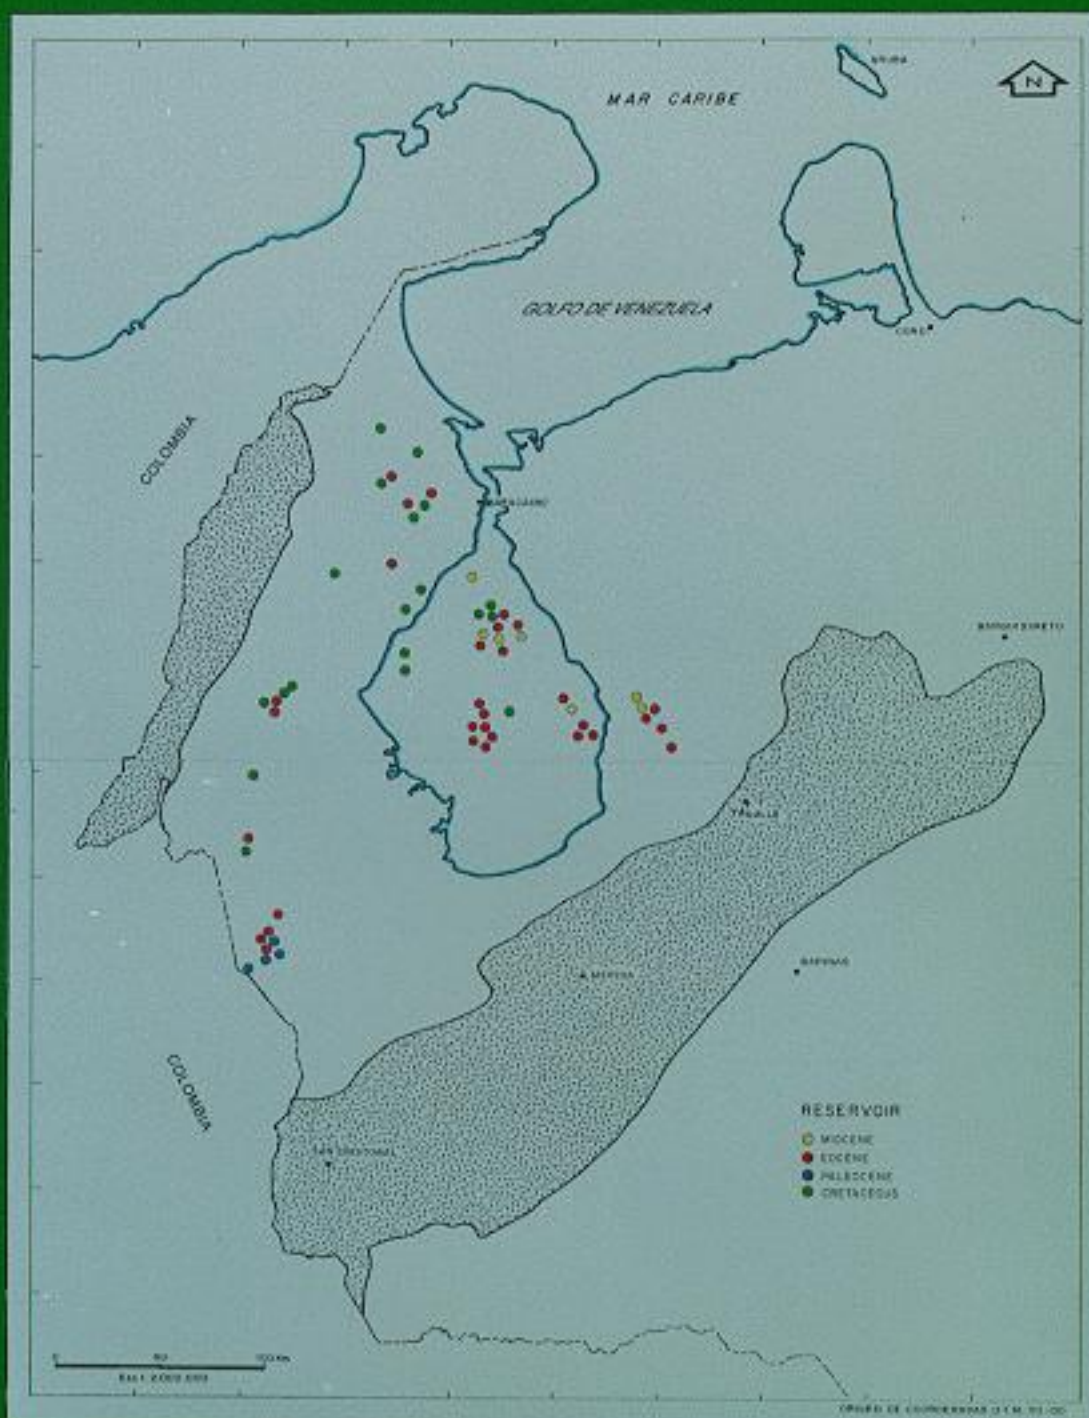 ARUBA
N
MAR CARIBE
GOLFO DE VENEZUELA
CORO
COLOMBIA
MARACAIBO
BARQUISIMETO
TRUJILLO
MERIDA
BARINAS
COLOMBIA
SAN CRISTOBAL
RESERVOIR
MIOCENE
EOCENE
PALEOCENE
CRETACEOUS
0 50 100 Km